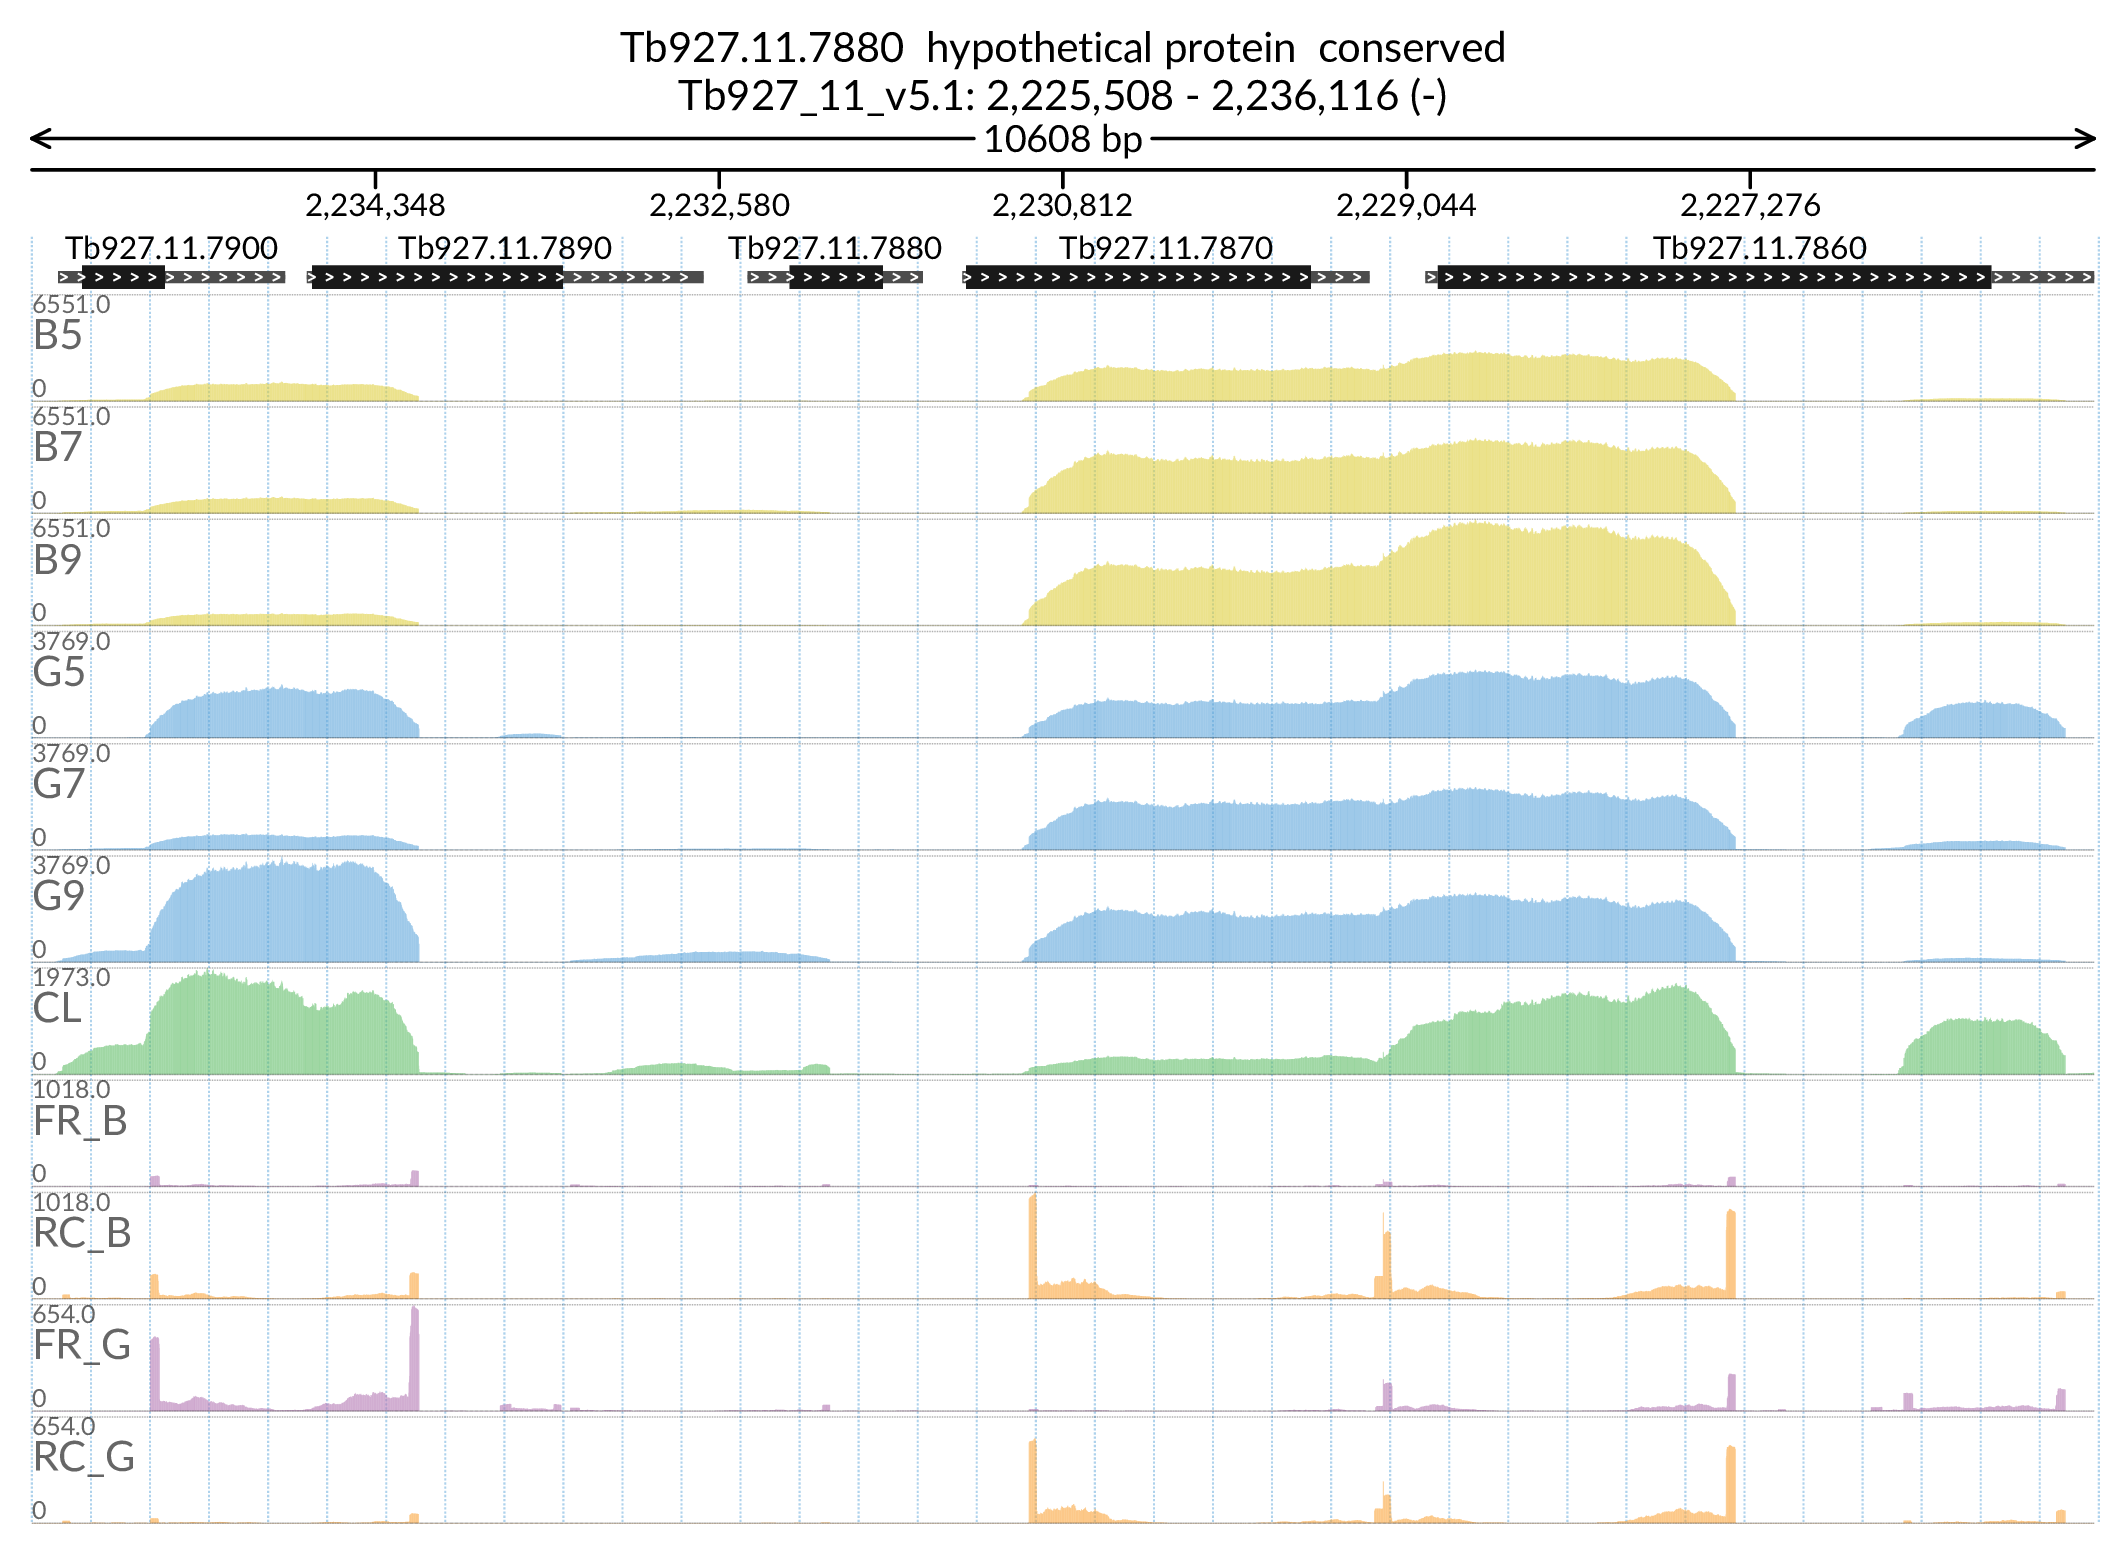 Tb927.11.7880 hypothetical protein conserved
Tb927_11_v5.1: 2,225,508 - 2,236,116 (-)
10608 bp
2,234,348 2,232,580 2,230,812 2,229,044 2,227,276
Tb927.11.7900 Tb927.11.7890 Tb927.11.7880 Tb927.11.7870 Tb927.11.7860
6551.0
B5
0
6551.0
B7
0
6551.0
B9
0
3769.0
G5
0
3769.0
G7
0
3769.0
G9
0
1973.0
CL
0
1018.0
FR_B
0
1018.0
RC_B
0
654.0
FR_G
0
654.0
RC_G
0